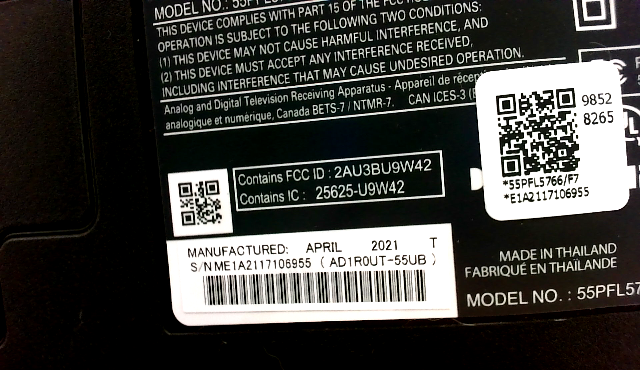 MODEL NO.: 55PFL5
THIS DEVICE COMPLIES WITH PART 15 OF THE FCC
OPERATION IS SUBJECT TO THE FOLLOWING TWO CONDITIONS:
(1) THIS DEVICE MAY NOT CAUSE HARMFUL INTERFERENCE, AND
(2) THIS DEVICE MUST ACCEPT ANY INTERFERENCE RECEIVED,
INCLUDING INTERFERENCE THAT MAY CAUSE UNDESIRED OPERATION.
Analog and Digital Television Receiving Apparatus - Appareil de récept
analogique et numérique, Canada BETS-7 / NTMR-7. CAN ICES-3 (
9852
8265
*55PFL5766/F7
*E1A2117106955
Contains FCC ID : 2AU3BU9W42
Contains IC : 25625-U9W42
MANUFACTURED: APRIL 2021 T
S/N ME1A2117106955 ( AD1R0UT-55UB )
MADE IN THAILAND
FABRIQUÉ EN THAÏLANDE
MODEL NO. : 55PFL57